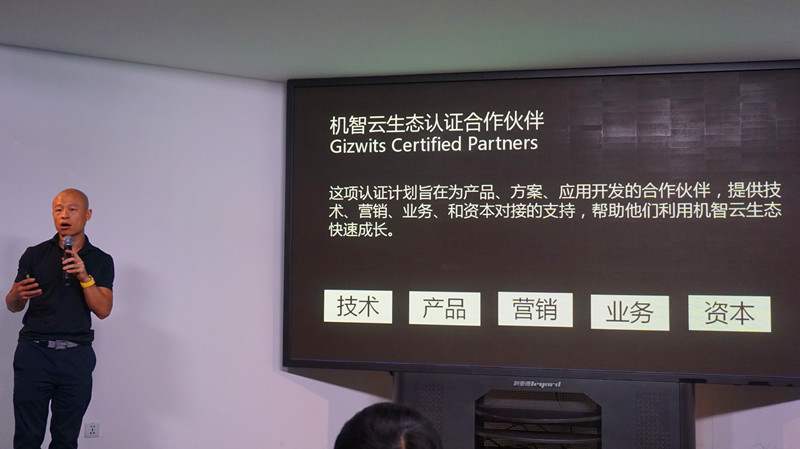 机智云生态认证合作伙伴
Gizwits Certified Partners
这项认证计划旨在为产品、方案、应用开发的合作伙伴，提供技
术、营销、业务、和资本对接的支持，帮助他们利用机智云生态
快速成长。
技术 产品 营销 业务 资本